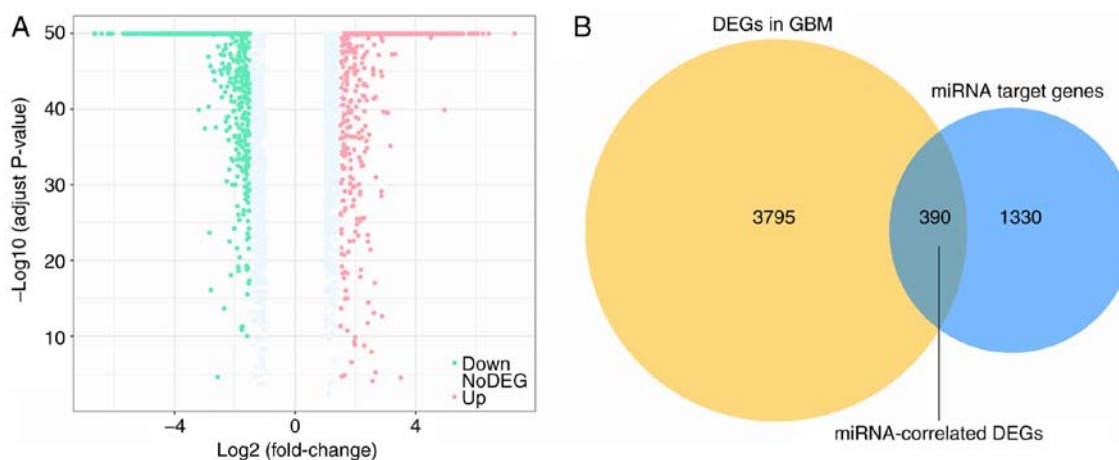 A
−Log10 (adjust P-value)
50
40
30
20
10
−4
0
4
Log2 (fold-change)
Down
NoDEG
Up
B
DEGs in GBM
miRNA target genes
3795
390
1330
miRNA-correlated DEGs